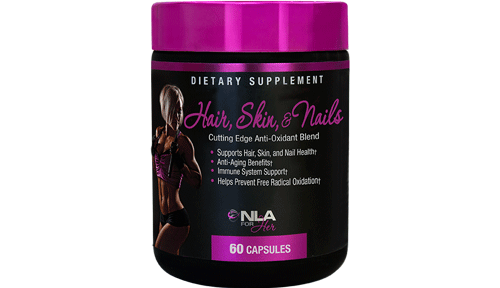 DIETARY SUPPLEMENT
Hair, Skin, & Nails
Cutting Edge Anti-Oxidant Blend
• Supports Hair, Skin, and Nail Health†
• Anti-Aging Benefits†
• Immune System Support†
• Helps Prevent Free Radical Oxidation†
NLA
FOR
Her
60 CAPSULES